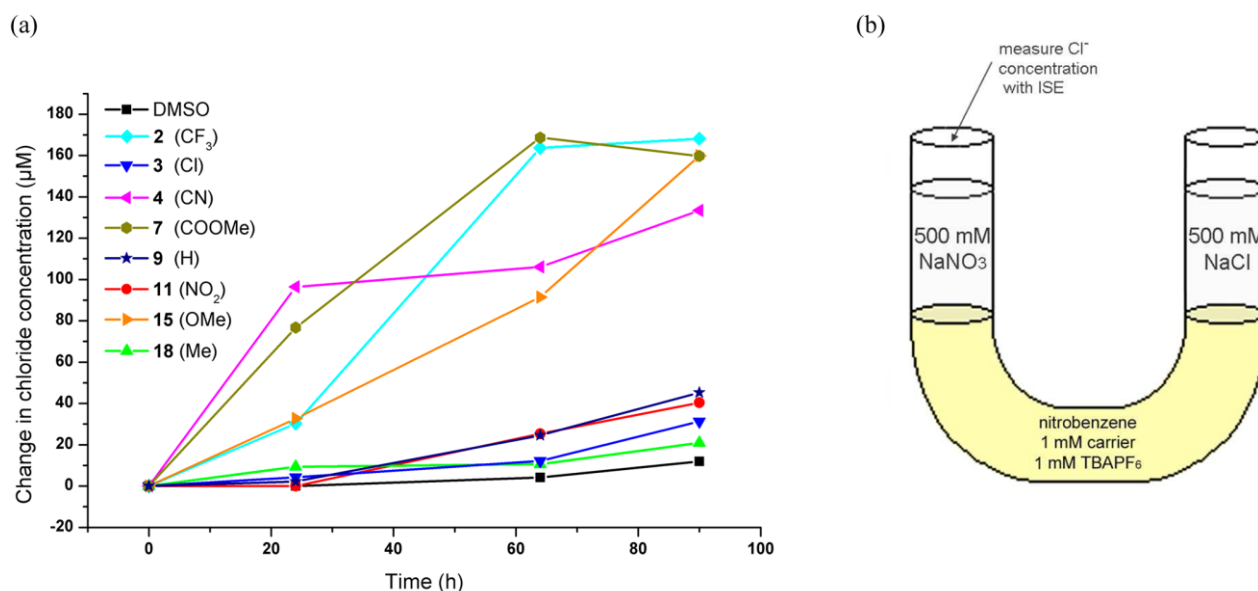 (a)
Change in chloride concentration (µM)
180
160
140
120
100
80
60
40
20
0
-20
DMSO
2 (CF₃)
3 (Cl)
4 (CN)
7 (COOMe)
9 (H)
11 (NO₂)
15 (OMe)
18 (Me)
0 20 40 60 80 100
Time (h)
(b)
measure Cl⁻
concentration
with ISE
500 mM
NaNO₃
500 mM
NaCl
nitrobenzene
1 mM carrier
1 mM TBAPF₆